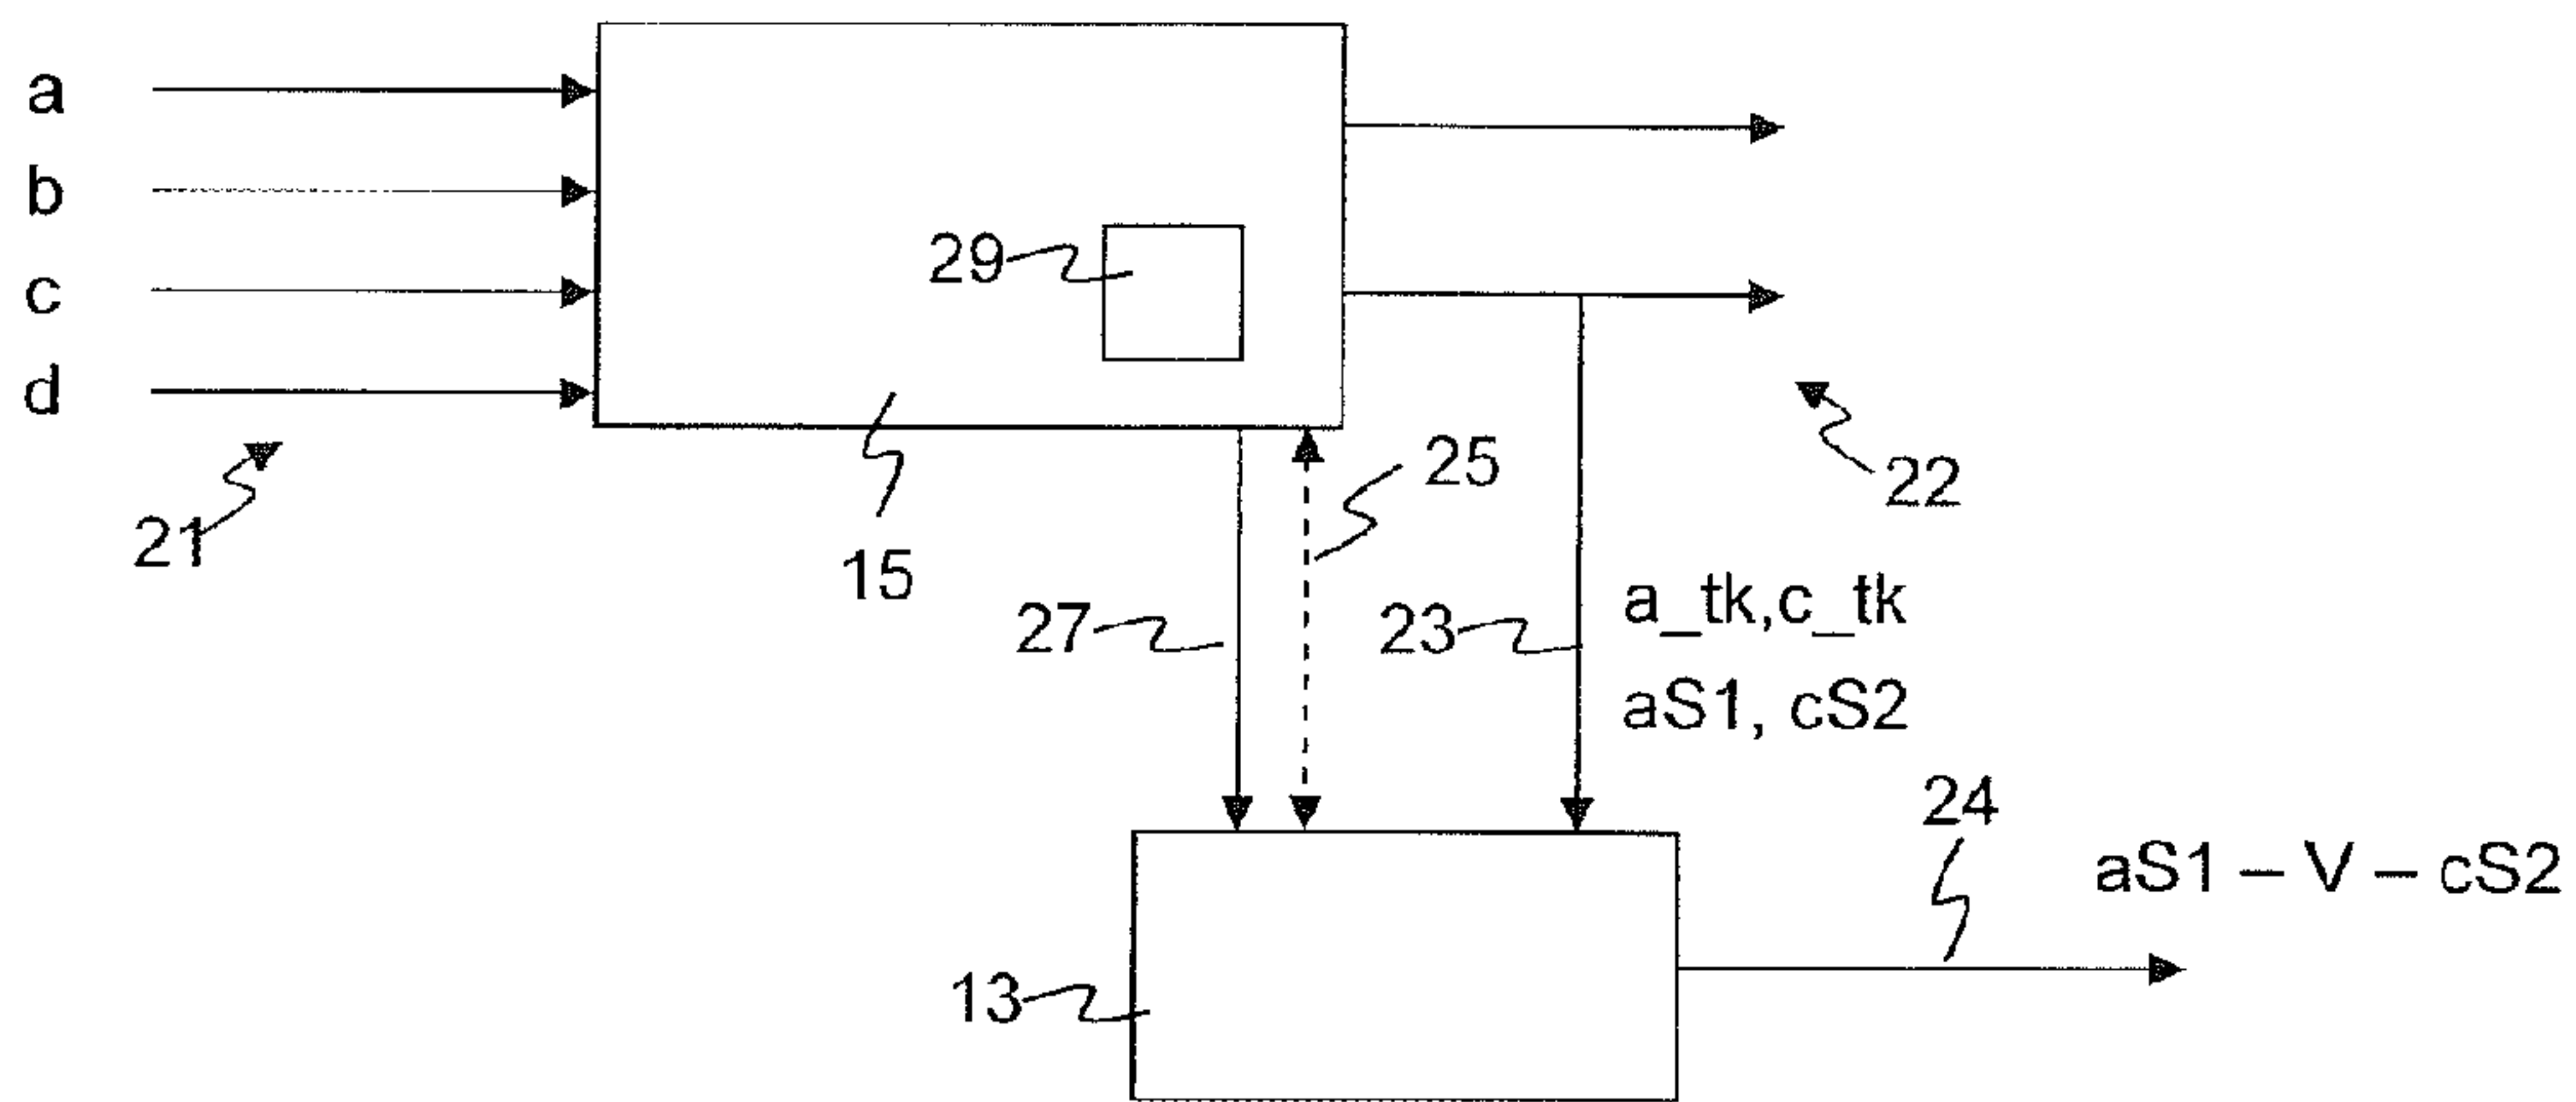 a
b
c
d
29
21
15
25
22
27
23
a_tk,c_tk
aS1, cS2
24
aS1 – V – cS2
13